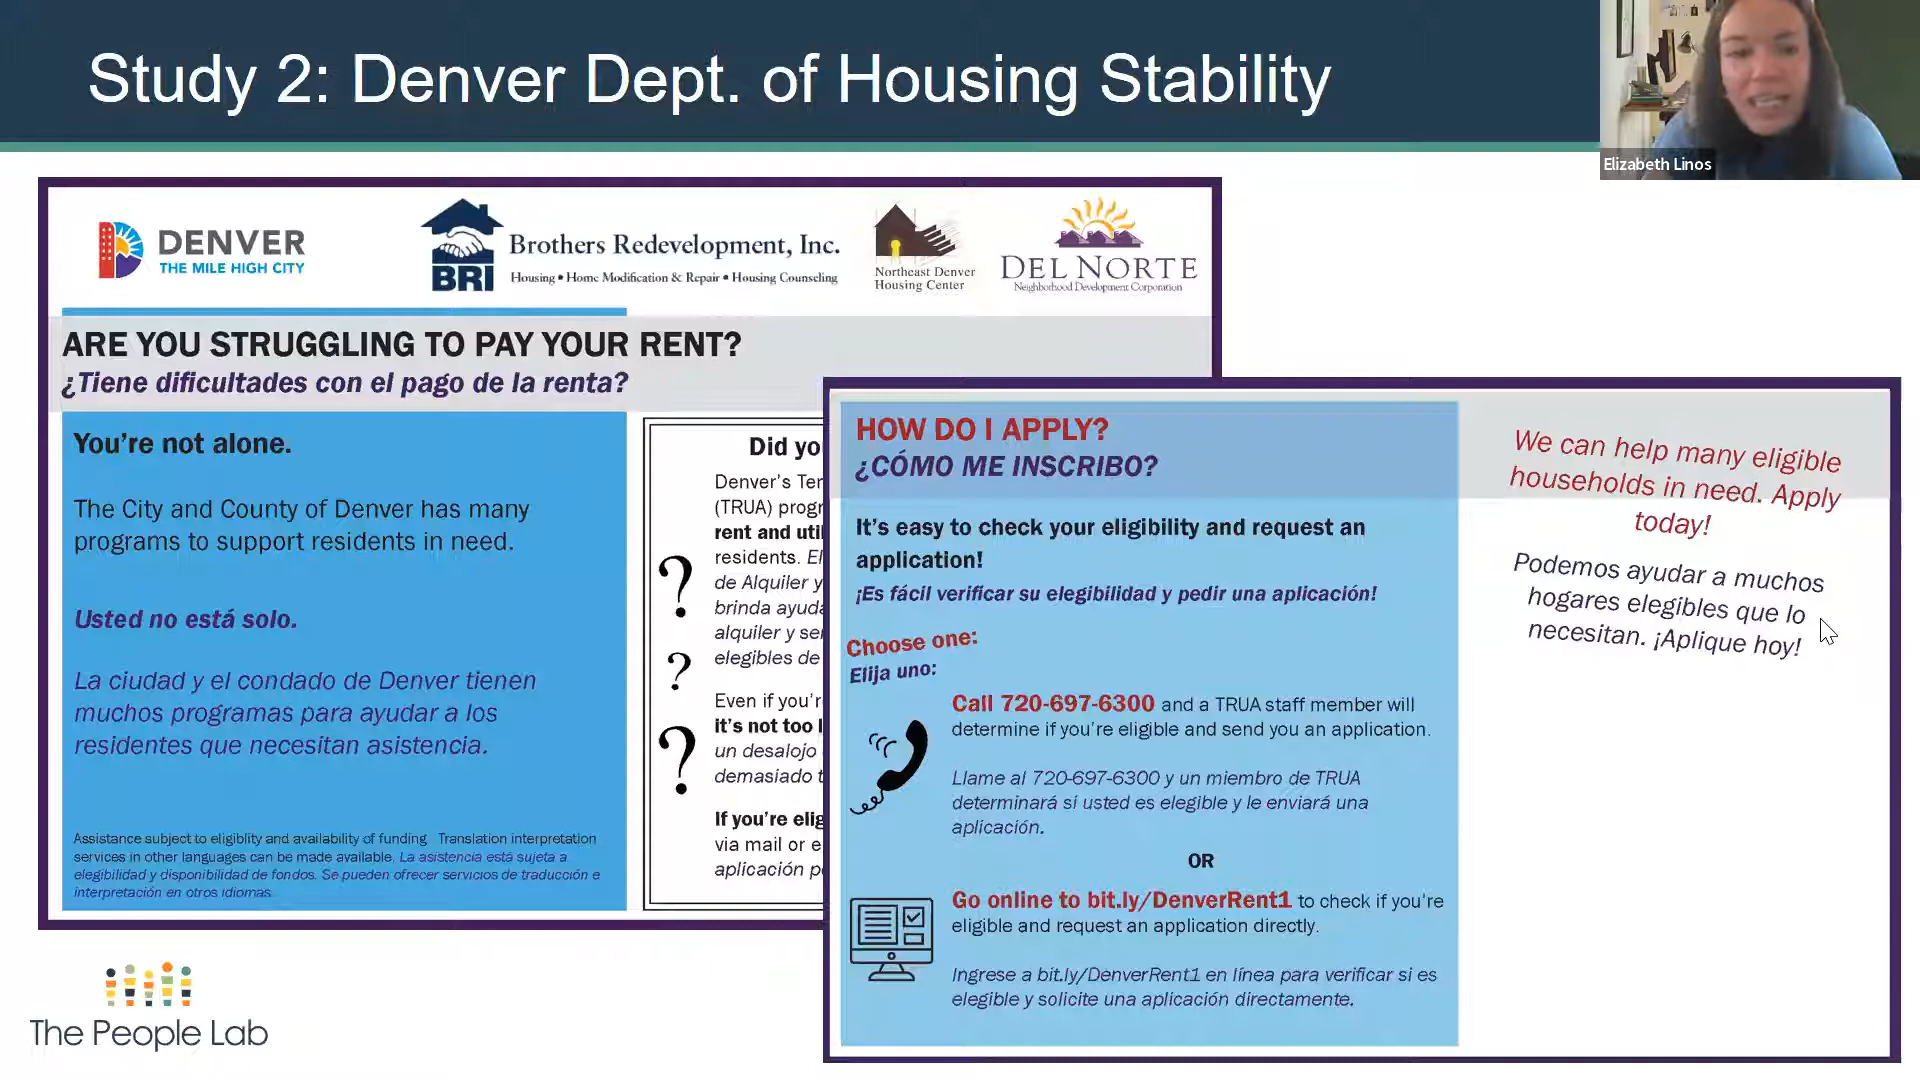 Study 2: Denver Dept. of Housing Stability
Elizabeth Linos
DENVER
THE MILE HIGH CITY
BRI
Brothers Redevelopment, Inc.
Housing • Home Modification & Repair • Housing Counseling
Northeast Denver
Housing Center
DEL NORTE
Neighborhood Development Corporation
ARE YOU STRUGGLING TO PAY YOUR RENT?
¿Tiene dificultades con el pago de la renta?
You're not alone.
The City and County of Denver has many
programs to support residents in need.
Usted no está solo.
La ciudad y el condado de Denver tienen
muchos programas para ayudar a los
residentes que necesitan asistencia.
Assistance subject to eligiblity and availability of funding. Translation interpretation
services in other languages can be made available. La asistencia está sujeta a
elegibilidad y disponibilidad de fondos. Se pueden ofrecer servicios de traducción e
interpretación en otros idiomas.
Did yo
Denver's Ten
(TRUA) progr
rent and util
residents. El
de Alquiler y
brinda ayuda
alquiler y ser
elegibles de
Even if you'r
it's not too l
un desalojo
demasiado t
If you're elig
via mail or e
aplicación p
? ? ?
HOW DO I APPLY?
¿CÓMO ME INSCRIBO?
It's easy to check your eligibility and request an
application!
¡Es fácil verificar su elegibilidad y pedir una aplicación!
Choose one:
Elija uno:
Call 720-697-6300 and a TRUA staff member will
determine if you're eligible and send you an application.
Llame al 720-697-6300 y un miembro de TRUA
determinará si usted es elegible y le enviará una
aplicación.
OR
Go online to bit.ly/DenverRent1 to check if you're
eligible and request an application directly.
Ingrese a bit.ly/DenverRent1 en línea para verificar si es
elegible y solicite una aplicación directamente.
We can help many eligible
households in need. Apply
today!
Podemos ayudar a muchos
hogares elegibles que lo
necesitan. ¡Aplique hoy!
The People Lab